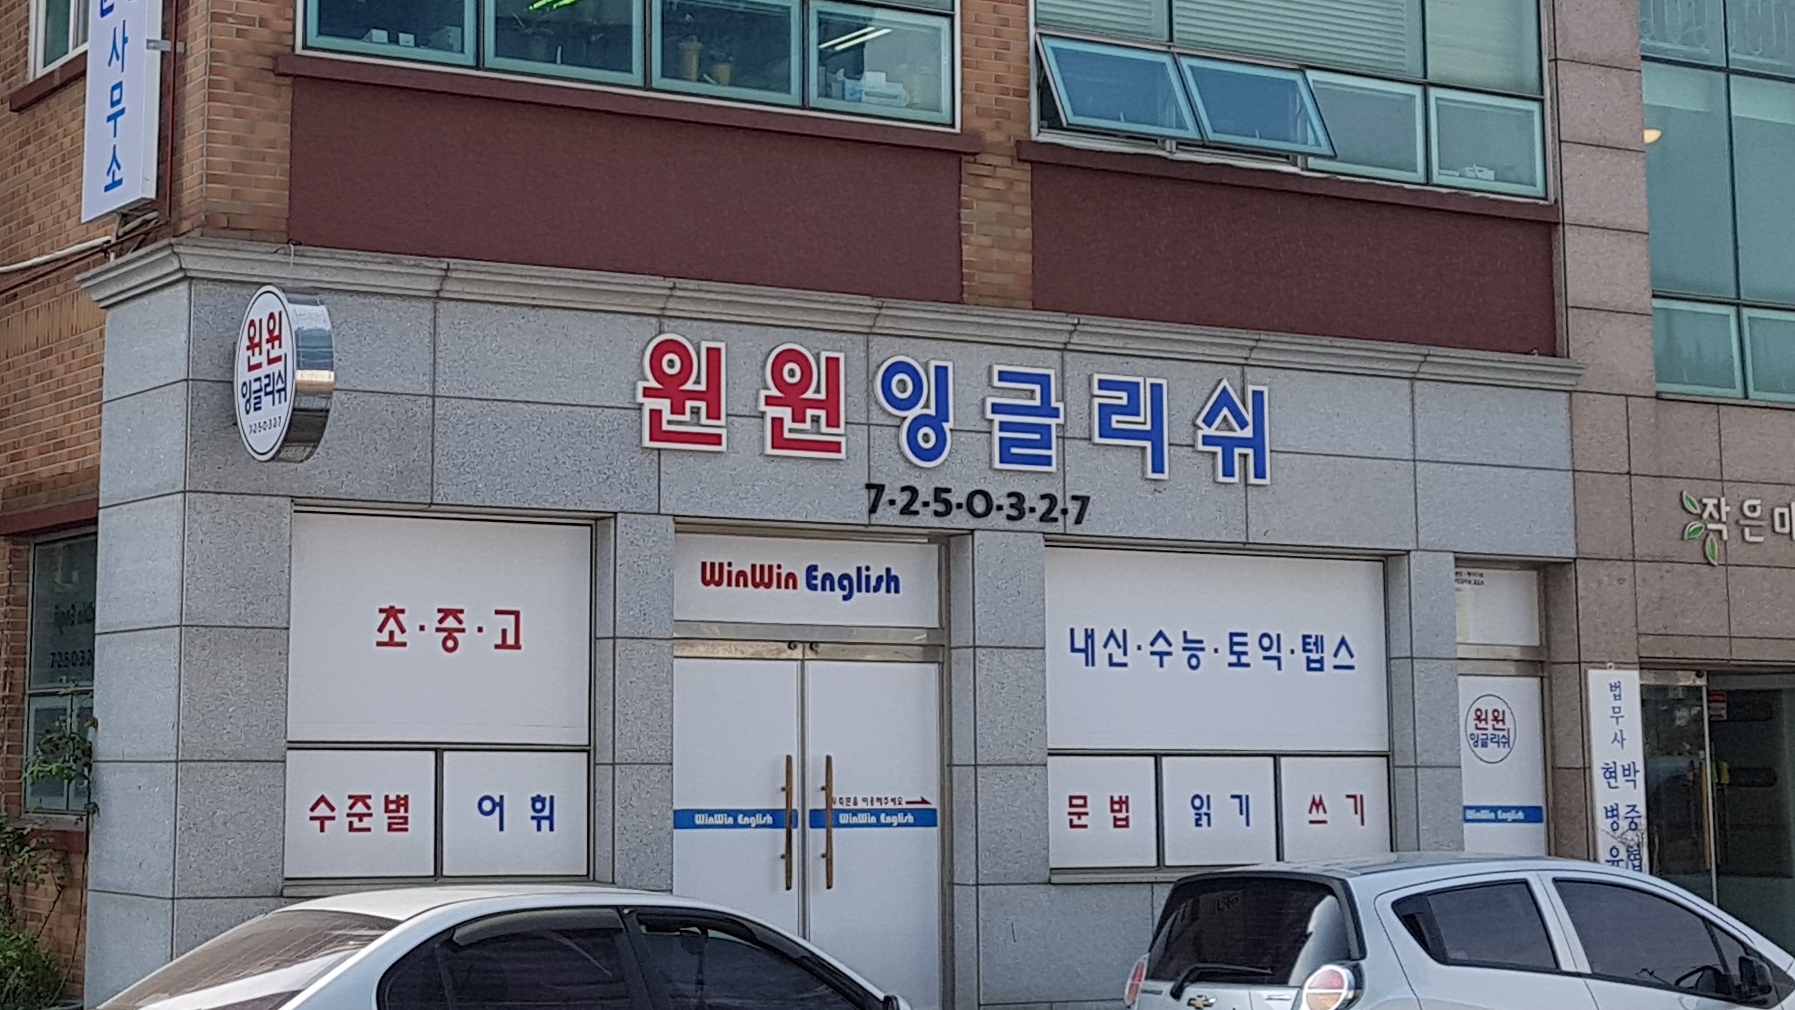 사무소
원원
잉글리쉬
725-0327
원원잉글리쉬
7·2·5·0·3·2·7
WinWin English
초·중·고
내신·수능·토익·텝스
수준별
어휘
문법
읽기
쓰기
WinWin English
WinWin English
원원
잉글리쉬
WinWin English
작은
법무사
박중
현병